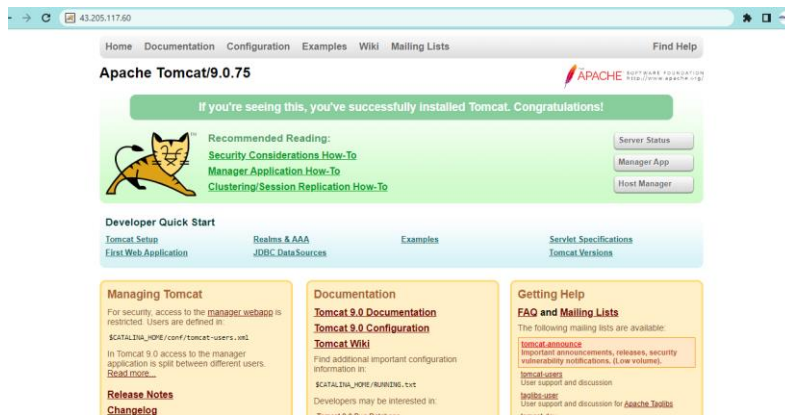 43.205.117.60
Home Documentation Configuration Examples Wiki Mailing Lists Find Help
Apache Tomcat/9.0.75
APACHE SOFTWARE FOUNDATION
http://www.apache.org/
If you're seeing this, you've successfully installed Tomcat. Congratulations!
TM
Recommended Reading:
Security Considerations How-To
Manager Application How-To
Clustering/Session Replication How-To
Server Status
Manager App
Host Manager
Developer Quick Start
Tomcat Setup
First Web Application
Realms & AAA
JDBC DataSources
Examples
Servlet Specifications
Tomcat Versions
Managing Tomcat
For security, access to the manager webapp is
restricted. Users are defined in:
$CATALINA_HOME/conf/tomcat-users.xml
In Tomcat 9.0 access to the manager
application is split between different users.
Read more...
Release Notes
Changelog
Documentation
Tomcat 9.0 Documentation
Tomcat 9.0 Configuration
Tomcat Wiki
Find additional important configuration
information in:
$CATALINA_HOME/RUNNING.txt
Developers may be interested in:
Getting Help
FAQ and Mailing Lists
The following mailing lists are available:
tomcat-announce
Important announcements, releases, security
vulnerability notifications. (Low volume).
tomcat-users
User support and discussion
taglibs-user
User support and discussion for Apache Taglibs